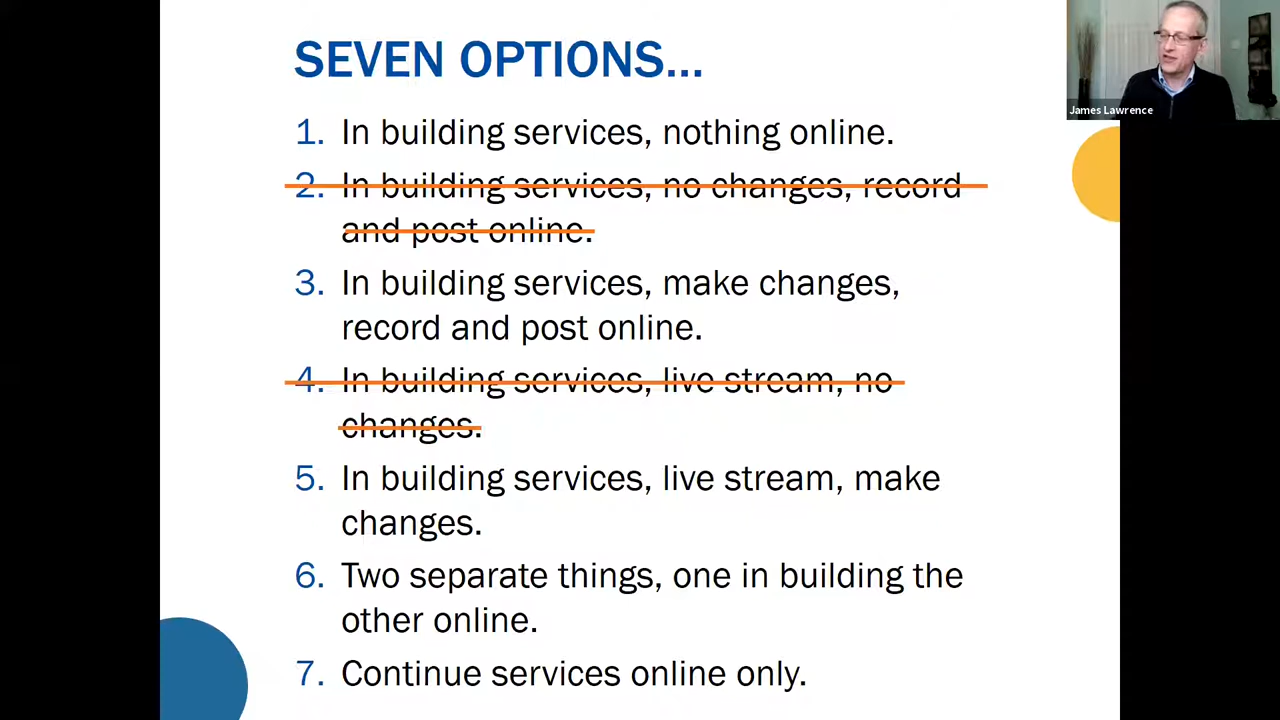 SEVEN OPTIONS...
James Lawrence
1. In building services, nothing online.
2. In building services, no changes, record
and post online.
3. In building services, make changes,
record and post online.
4. In building services, live stream, no
changes.
5. In building services, live stream, make
changes.
6. Two separate things, one in building the
other online.
7. Continue services online only.